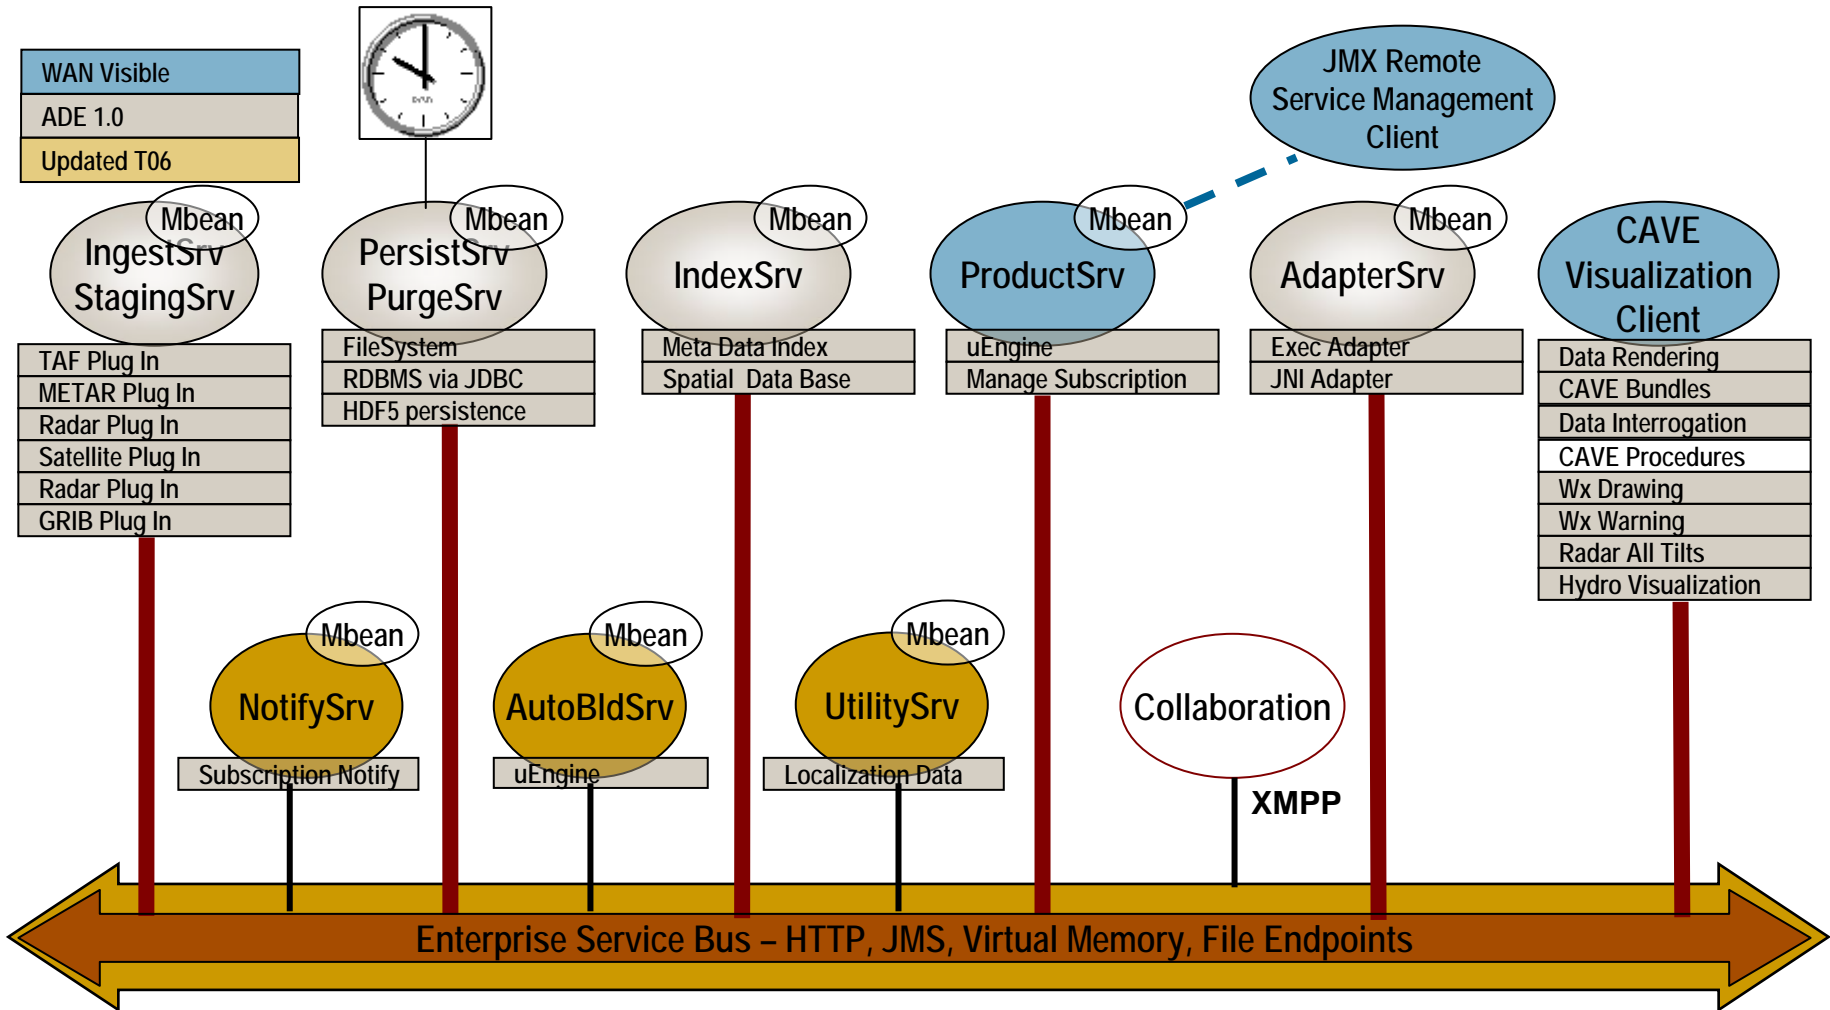 WAN Visible
ADE 1.0
Updated T06
JMX Remote
Service Management
Client
Mbean
IngestSrv
StagingSrv
TAF Plug In
METAR Plug In
Radar Plug In
Satellite Plug In
Radar Plug In
GRIB Plug In
Mbean
PersistSrv
PurgeSrv
FileSystem
RDBMS via JDBC
HDF5 persistence
Mbean
IndexSrv
Meta Data Index
Spatial Data Base
Mbean
ProductSrv
uEngine
Manage Subscription
Mbean
AdapterSrv
Exec Adapter
JNI Adapter
CAVE
Visualization
Client
Data Rendering
CAVE Bundles
Data Interrogation
CAVE Procedures
Wx Drawing
Wx Warning
Radar All Tilts
Hydro Visualization
Mbean
NotifySrv
Subscription Notify
Mbean
AutoBldSrv
uEngine
Mbean
UtilitySrv
Localization Data
Collaboration
XMPP
Enterprise Service Bus – HTTP, JMS, Virtual Memory, File Endpoints